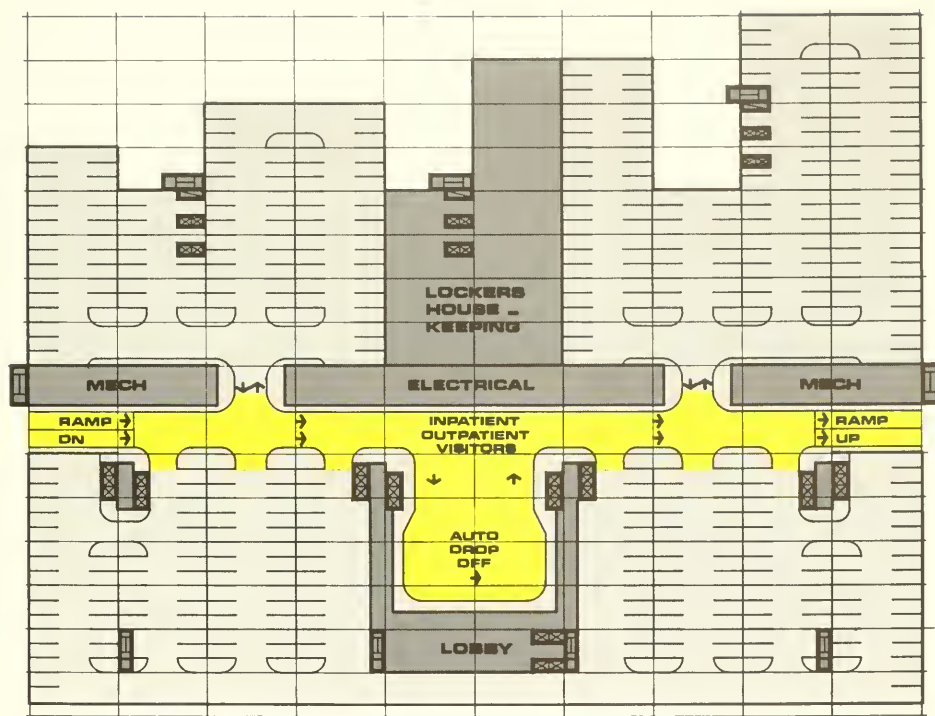 LOCKERS
HOUSE -
KEEPING
MECH
ELECTRICAL
MECH
RAMP
DN
INPATIENT
OUTPATIENT
VISITORS
RAMP
UP
AUTO
DROP
OFF
LOBBY